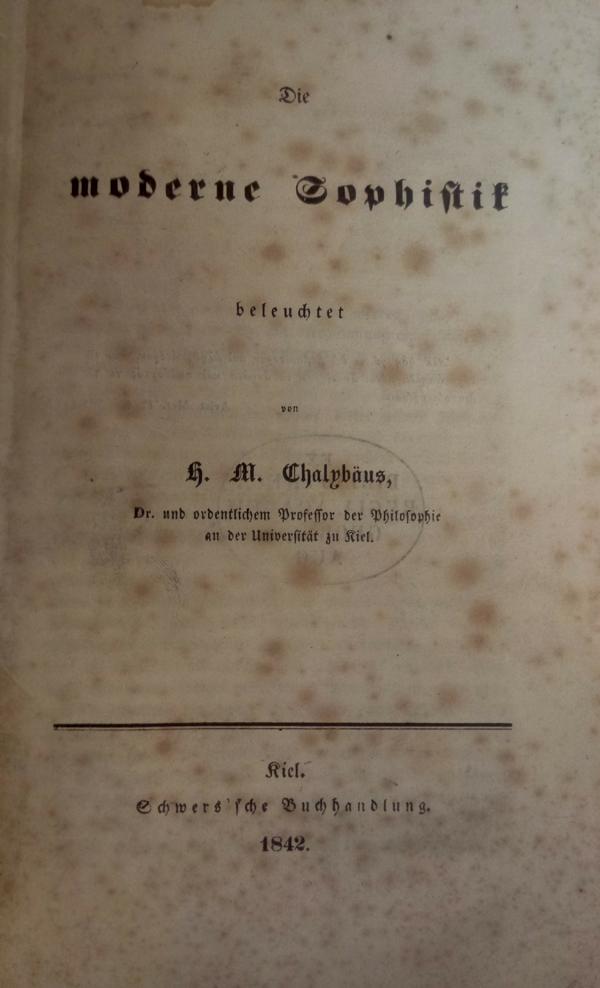 Die
moderne Sophistik
beleuchtet
von
H. M. Chalybäus,
Dr. und ordentlichem Professor der Philosophie
an der Universität zu Kiel.
Kiel.
Schwers'sche Buchhandlung.
1842.